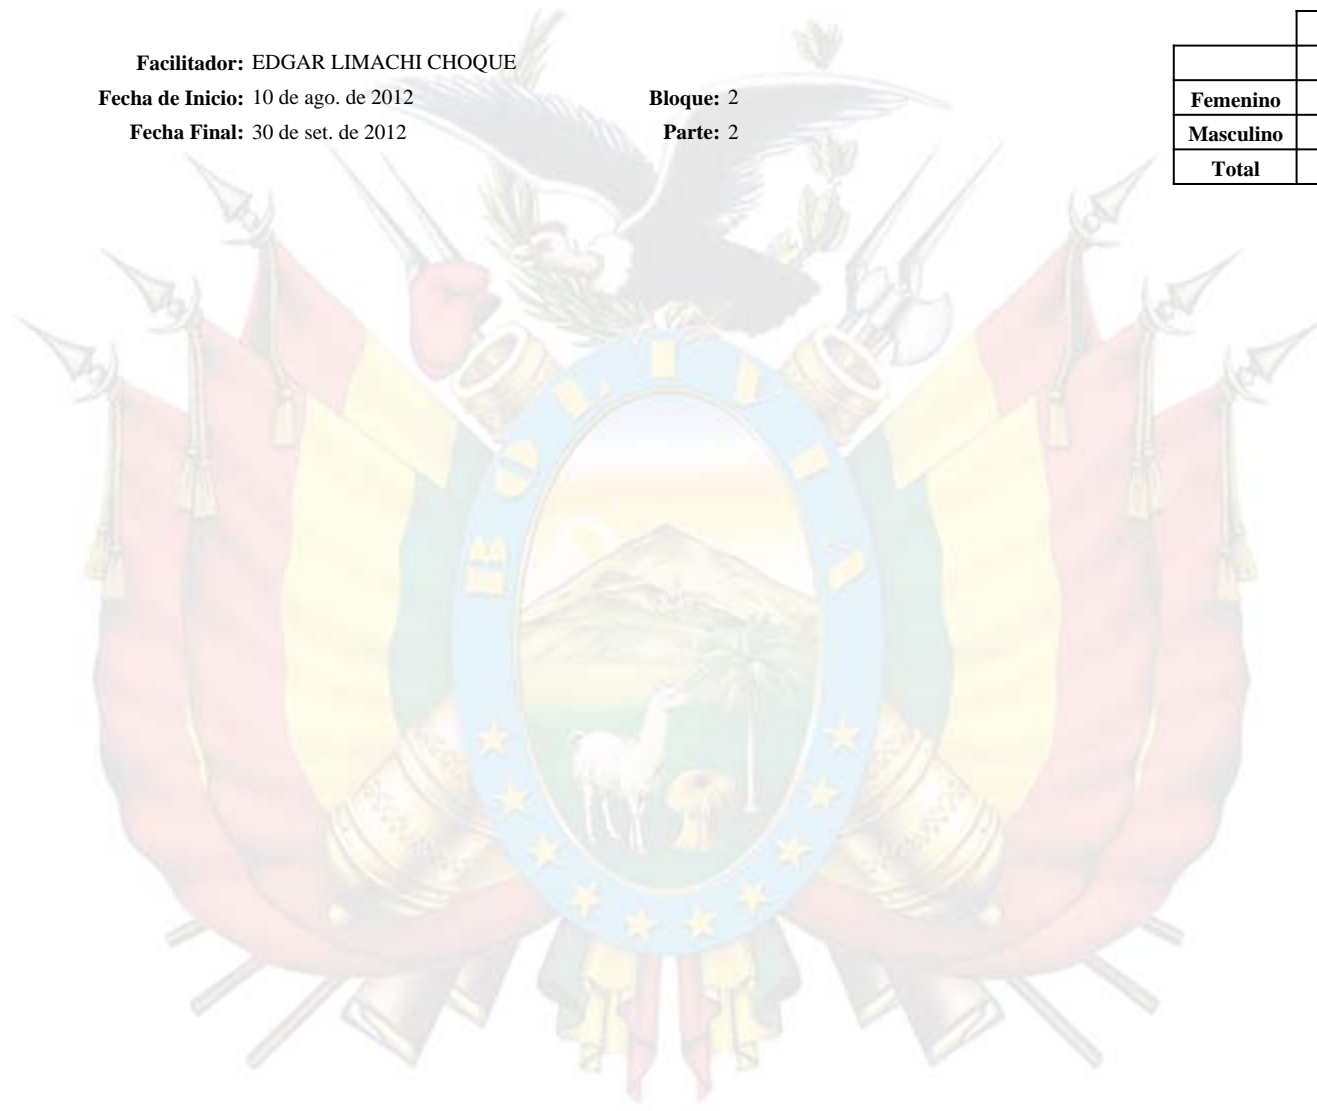 Facilitador: EDGAR LIMACHI CHOQUE
Fecha de Inicio: 10 de ago. de 2012 Bloque: 2
Fecha Final: 30 de set. de 2012 Parte: 2
Femenino
Masculino
Total
BOLIVIA